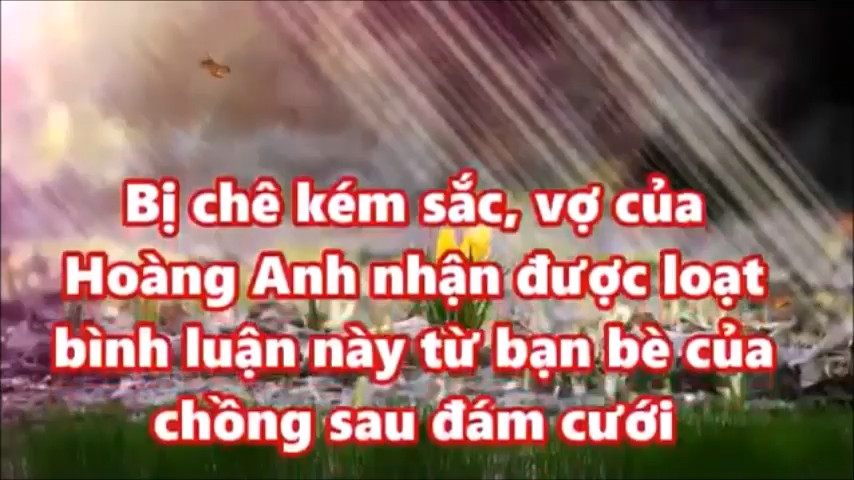 Bị chê kém sắc, vợ của
Hoàng Anh nhận được loạt
bình luận này từ bạn bè của
chồng sau đám cưới